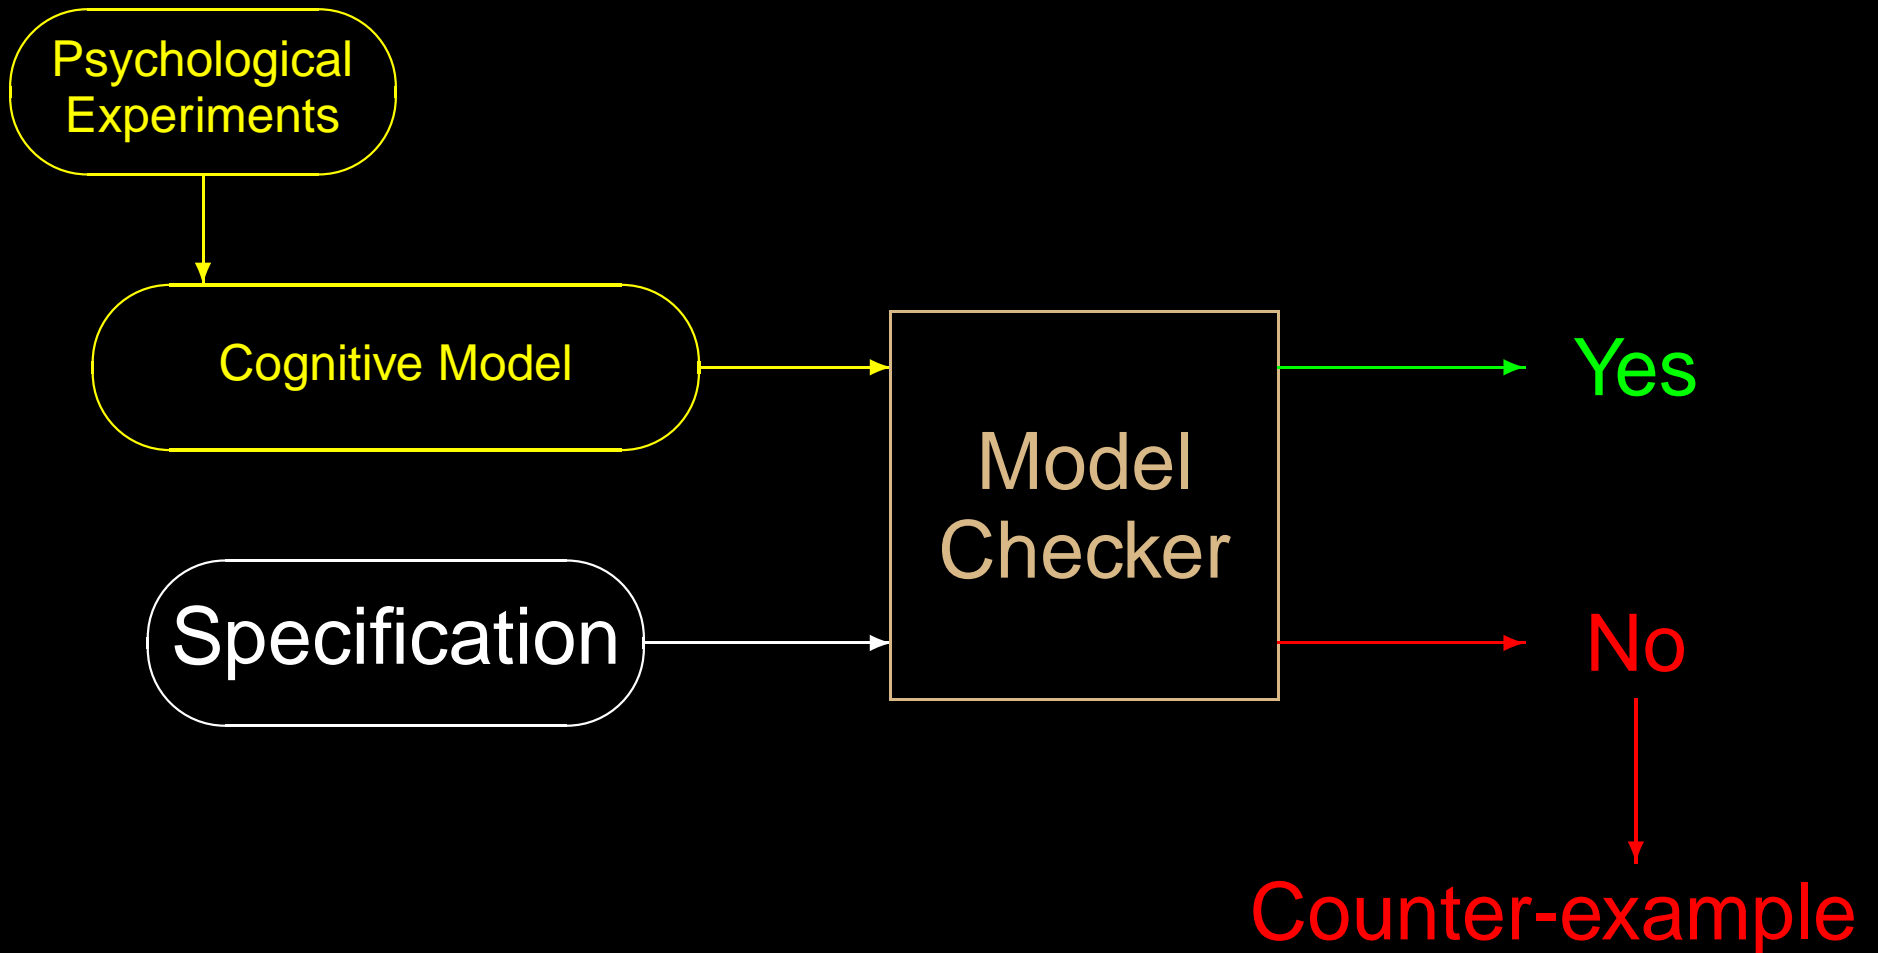 Psychological
Experiments
Cognitive Model
Specification
Model
Checker
Yes
No
Counter-example